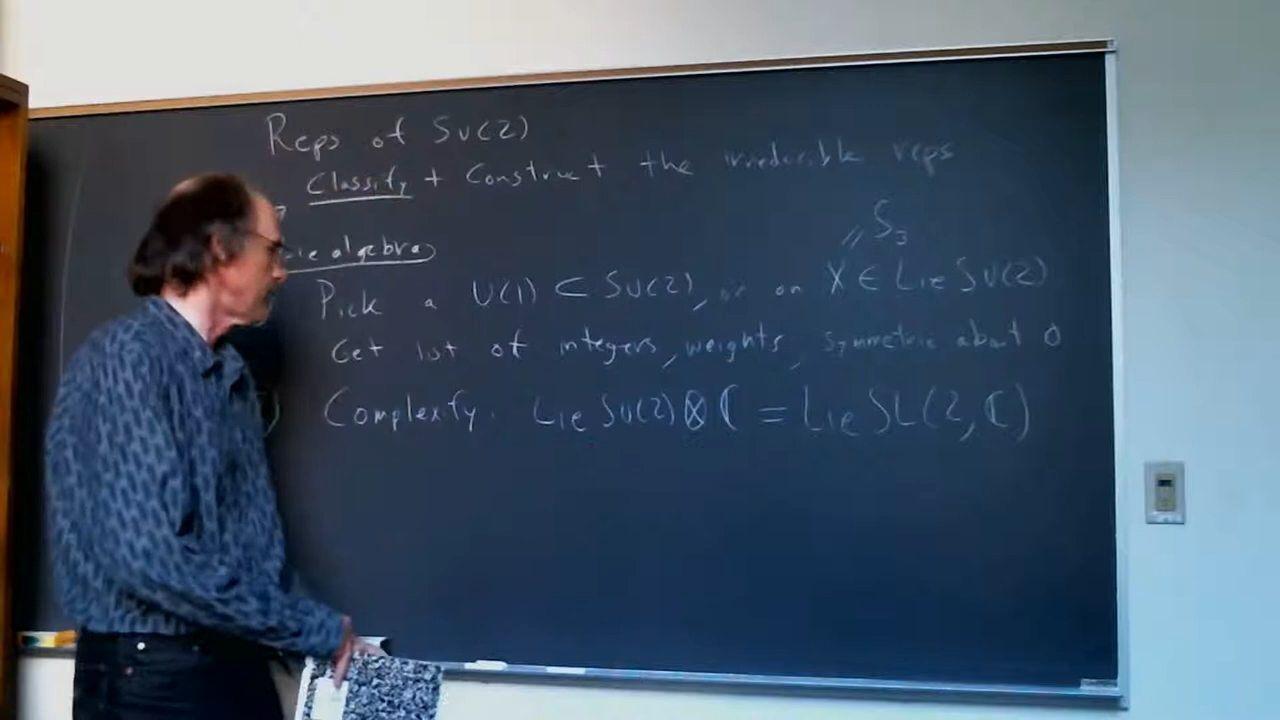 Reps of SU(2)
Classify + Construct the irreducible reps
Lie algebra)
" S₃
Pick a U(1) ⊂ SU(2), or an X ∈ Lie SU(2)
Get list of integers, weights, symmetric about 0
) Complexify. Lie SU(2) ⊗ ℂ = Lie SL(2, ℂ)